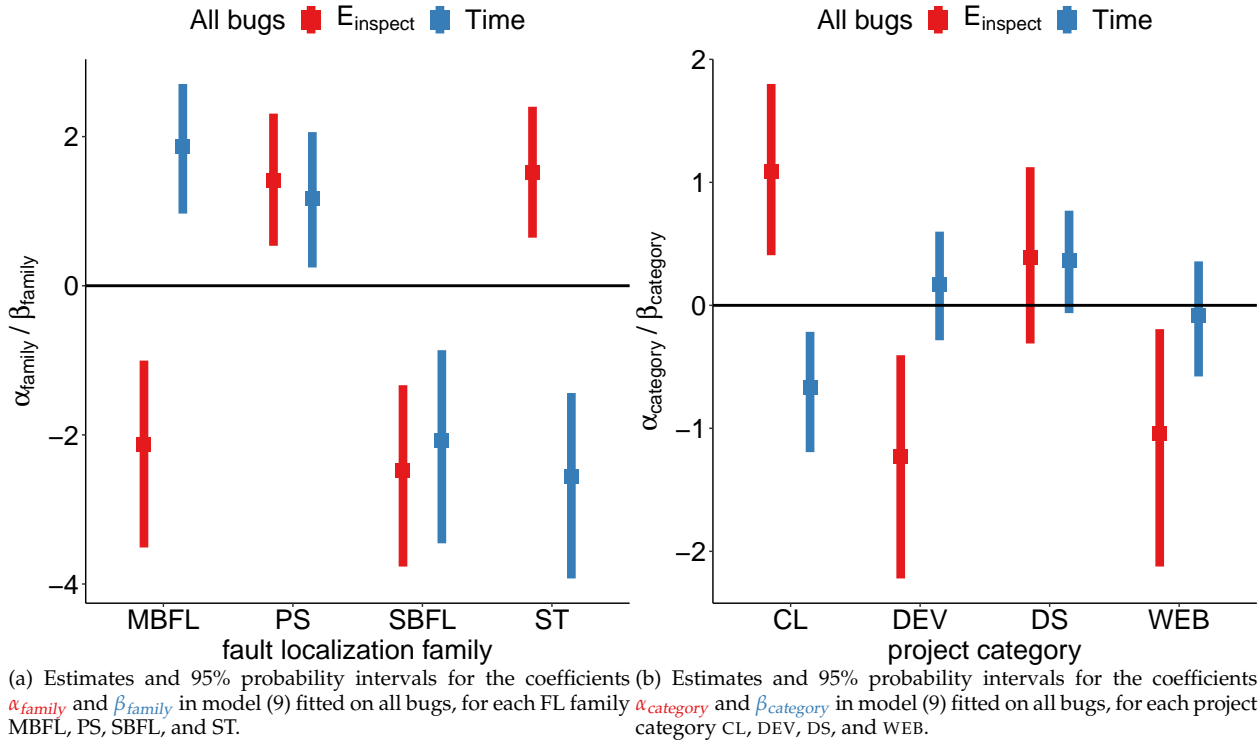 All bugs E_inspect Time
α_family / β_family
2
0
−2
−4
MBFL PS SBFL ST
fault localization family
(a) Estimates and 95% probability intervals for the coefficients
α_family and β_family in model (9) fitted on all bugs, for each FL family
MBFL, PS, SBFL, and ST.
All bugs E_inspect Time
α_category / β_category
2
1
0
−1
−2
CL DEV DS WEB
project category
(b) Estimates and 95% probability intervals for the coefficients
α_category and β_category in model (9) fitted on all bugs, for each project
category CL, DEV, DS, and WEB.